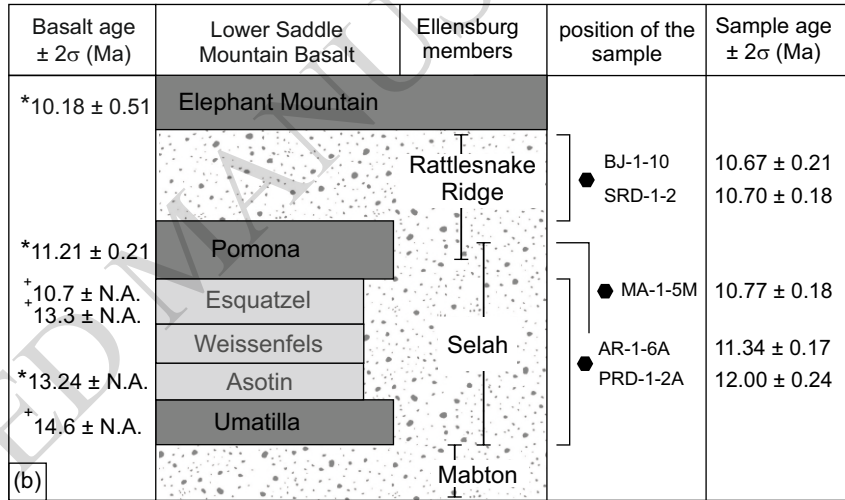 Basalt age ± 2σ (Ma)
Lower Saddle Mountain Basalt
Ellensburg members
position of the sample
Sample age ± 2σ (Ma)
*10.18 ± 0.51
Elephant Mountain
Rattlesnake Ridge
BJ-1-10
10.67 ± 0.21
SRD-1-2
10.70 ± 0.18
*11.21 ± 0.21
Pomona
+10.7 ± N.A.
+13.3 ± N.A.
Esquatzel
MA-1-5M
10.77 ± 0.18
Weissenfels
Selah
AR-1-6A
11.34 ± 0.17
*13.24 ± N.A.
Asotin
PRD-1-2A
12.00 ± 0.24
+14.6 ± N.A.
Umatilla
Mabton
(b)
ED MANUS